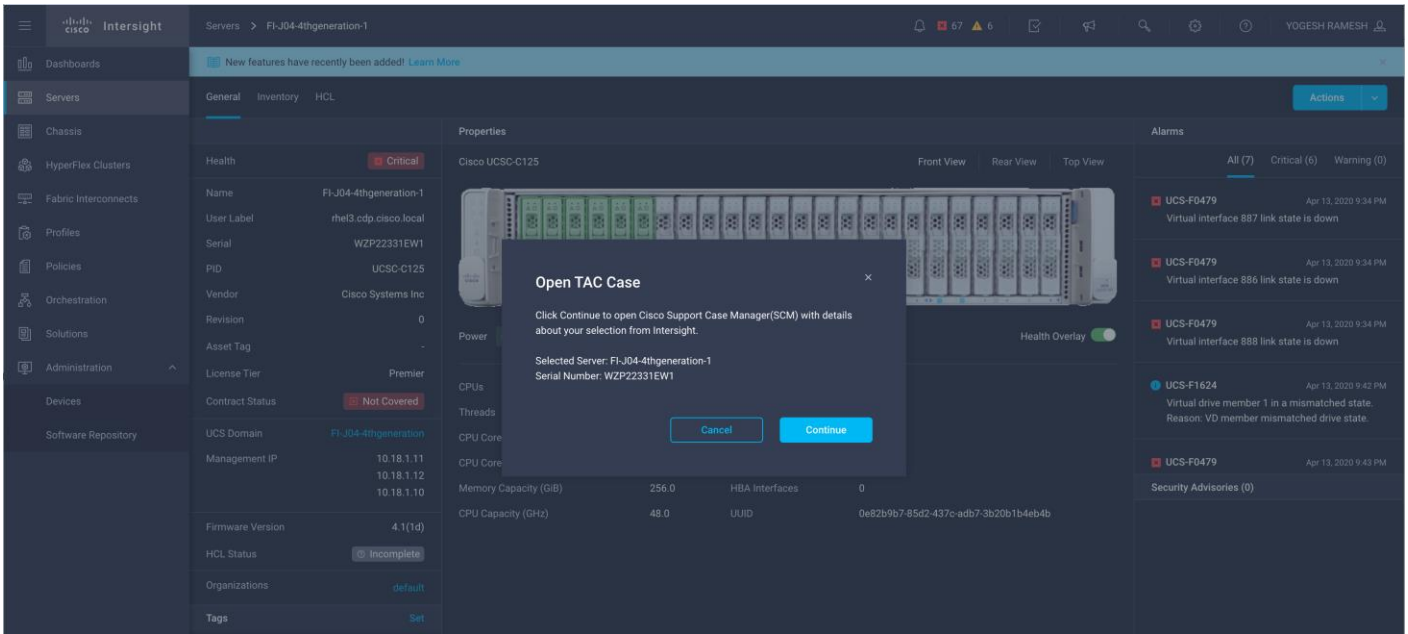 cisco Intersight
Servers > FI-J04-4thgeneration-1
67 6
YOGESH RAMESH
Dashboards
Servers
Chassis
HyperFlex Clusters
Fabric Interconnects
Profiles
Policies
Orchestration
Solutions
Administration
Devices
Software Repository
New features have recently been added! Learn More
General Inventory HCL
Actions
Health Critical
Name FI-J04-4thgeneration-1
User Label rhel3.cdp.cisco.local
Serial WZP22331EW1
PID UCSC-C125
Vendor Cisco Systems Inc
Revision 0
Asset Tag -
License Tier Premier
Contract Status Not Covered
UCS Domain FI-J04-4thgeneration
Management IP 10.18.1.11
10.18.1.12
10.18.1.10
Firmware Version 4.1(1d)
HCL Status Incomplete
Organizations default
Tags Set
Properties
Cisco UCSC-C125 Front View Rear View Top View
Power Health Overlay
CPUs
Threads
CPU Core
CPU Core
Memory Capacity (GiB) 256.0 HBA Interfaces 0
CPU Capacity (GHz) 48.0 UUID 0e82b9b7-85d2-437c-adb7-3b20b1b4eb4b
Open TAC Case
Click Continue to open Cisco Support Case Manager(SCM) with details
about your selection from Intersight.
Selected Server: FI-J04-4thgeneration-1
Serial Number: WZP22331EW1
Cancel Continue
Alarms
All (7) Critical (6) Warning (0)
UCS-F0479 Apr 13, 2020 9:34 PM
Virtual interface 887 link state is down
UCS-F0479 Apr 13, 2020 9:34 PM
Virtual interface 886 link state is down
UCS-F0479 Apr 13, 2020 9:34 PM
Virtual interface 888 link state is down
UCS-F1624 Apr 13, 2020 9:42 PM
Virtual drive member 1 in a mismatched state.
Reason: VD member mismatched drive state.
UCS-F0479 Apr 13, 2020 9:43 PM
Security Advisories (0)